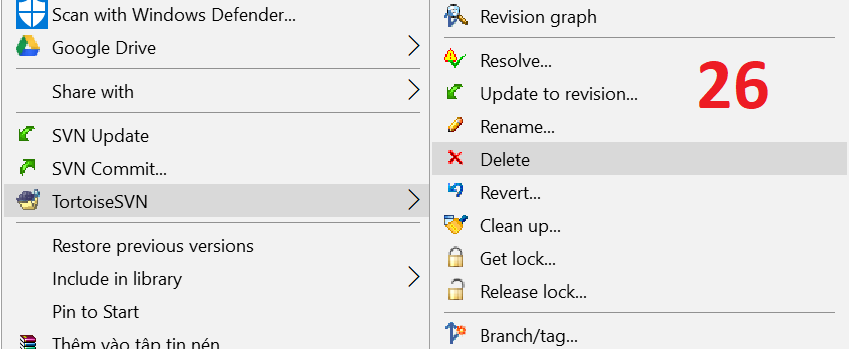 Scan with Windows Defender...
Google Drive
Share with
SVN Update
SVN Commit...
TortoiseSVN
Restore previous versions
Include in library
Pin to Start
Thêm vào tập tin nén
Revision graph
Resolve...
Update to revision...
Rename...
Delete
Revert...
Clean up...
Get lock...
Release lock...
Branch/tag...
26